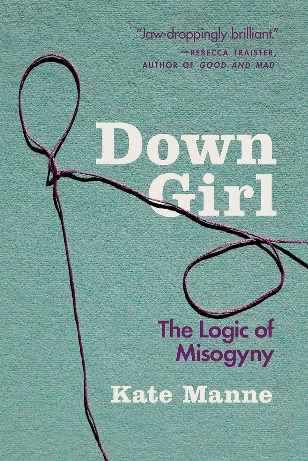 "Jaw-droppingly brilliant."
—REBECCA TRAISTER,
AUTHOR OF GOOD AND MAD
Down
Girl
The Logic of
Misogyny
Kate Manne